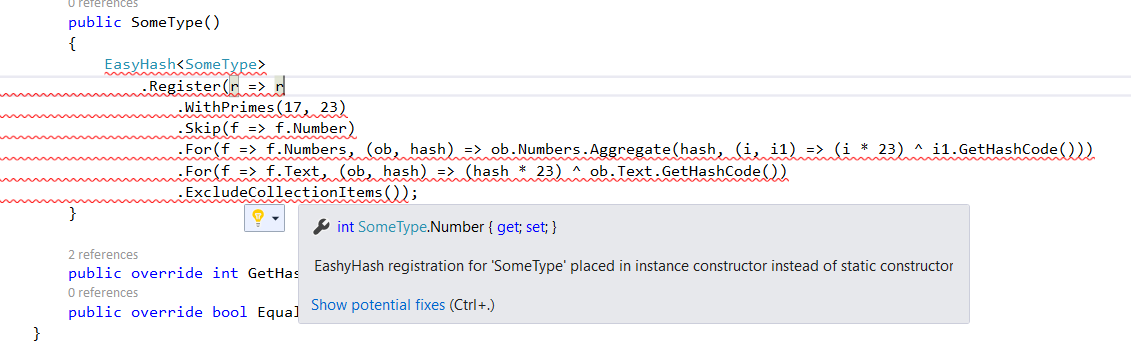 0 references
public SomeType()
{
EasyHash<SomeType>
.Register(r => r
.WithPrimes(17, 23)
.Skip(f => f.Number)
.For(f => f.Numbers, (ob, hash) => ob.Numbers.Aggregate(hash, (i, i1) => (i * 23) ^ i1.GetHashCode()))
.For(f => f.Text, (ob, hash) => (hash * 23) ^ ob.Text.GetHashCode())
.ExcludeCollectionItems());
}
int SomeType.Number { get; set; }
EashyHash registration for 'SomeType' placed in instance constructor instead of static constructor
Show potential fixes (Ctrl+.)
2 references
public override int GetHas
0 references
public override bool Equal
}